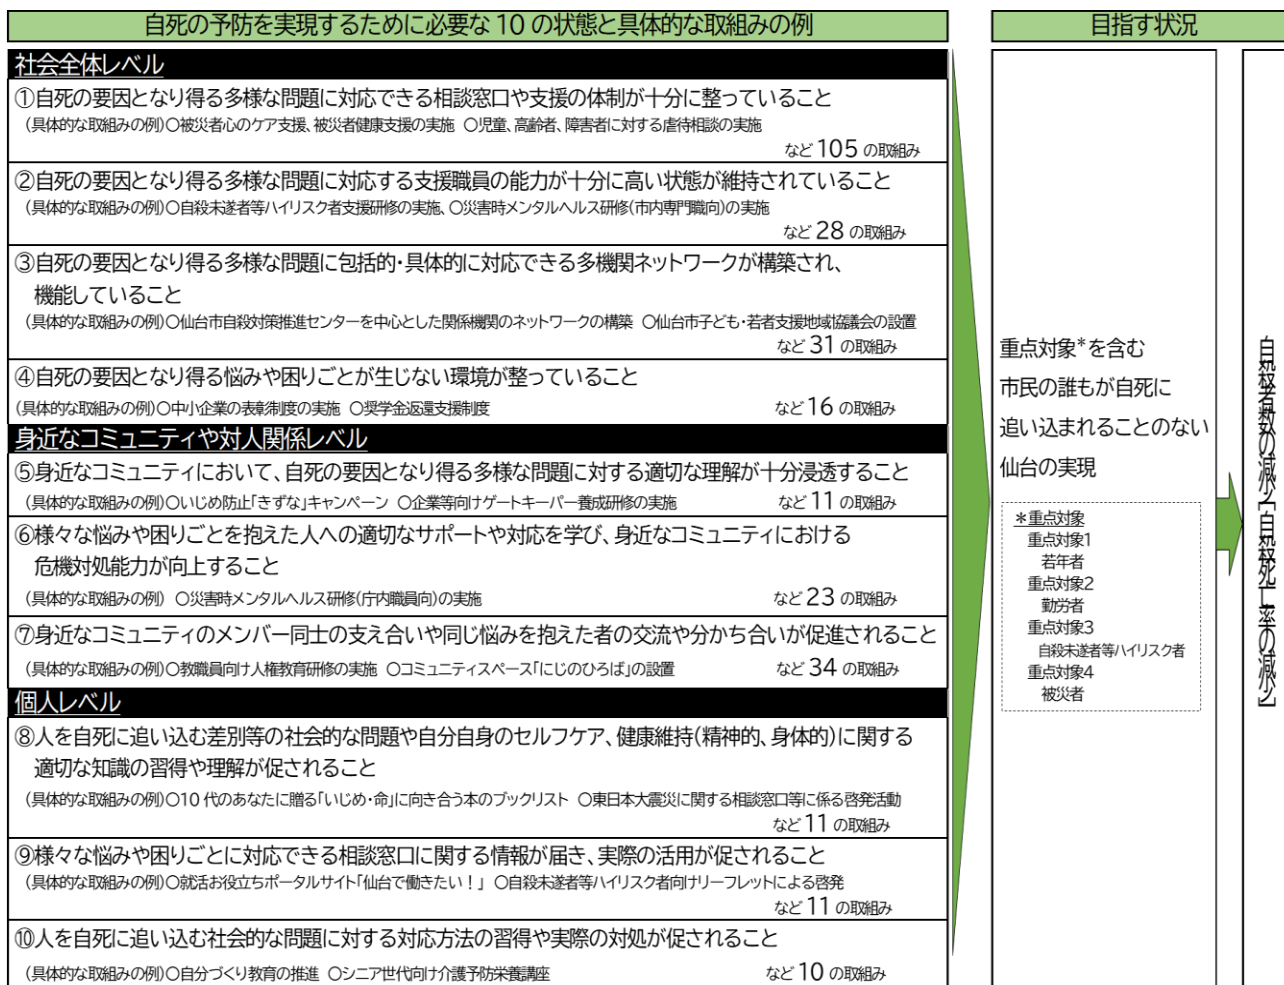 自死の予防を実現するために必要な 10 の状態と具体的な取組みの例
社会全体レベル
①自死の要因となり得る多様な問題に対応できる相談窓口や支援の体制が十分に整っていること
(具体的な取組みの例)〇被災者心のケア支援、被災者健康支援の実施 〇児童、高齢者、障害者に対する虐待相談の実施
など 105 の取組み
②自死の要因となり得る多様な問題に対応する支援職員の能力が十分に高い状態が維持されていること
(具体的な取組みの例)〇自殺未遂者等ハイリスク者支援研修の実施、〇災害時メンタルヘルス研修(市内専門職向)の実施
など 28 の取組み
③自死の要因となり得る多様な問題に包括的・具体的に対応できる多機関ネットワークが構築され、
機能していること
(具体的な取組みの例)〇仙台市自殺対策推進センターを中心とした関係機関のネットワークの構築 〇仙台市子ども・若者支援地域協議会の設置
など 31 の取組み
④自死の要因となり得る悩みや困りごとが生じない環境が整っていること
(具体的な取組みの例)〇中小企業の表彰制度の実施 〇奨学金返還支援制度 など 16 の取組み
身近なコミュニティや対人関係レベル
⑤身近なコミュニティにおいて、自死の要因となり得る多様な問題に対する適切な理解が十分浸透すること
(具体的な取組みの例)〇いじめ防止「きずな」キャンペーン 〇企業等向けゲートキーパー養成研修の実施 など 11 の取組み
⑥様々な悩みや困りごとを抱えた人への適切なサポートや対応を学び、身近なコミュニティにおける
危機対処能力が向上すること
(具体的な取組みの例) 〇災害時メンタルヘルス研修(庁内職員向)の実施 など 23 の取組み
⑦身近なコミュニティのメンバー同士の支え合いや同じ悩みを抱えた者の交流や分かち合いが促進されること
(具体的な取組みの例)〇教職員向け人権教育研修の実施 〇コミュニティスペース「にじのひろば」の設置 など 34 の取組み
個人レベル
⑧人を自死に追い込む差別等の社会的な問題や自分自身のセルフケア、健康維持(精神的、身体的)に関する
適切な知識の習得や理解が促されること
(具体的な取組みの例)〇10 代のあなたに贈る「いじめ・命」に向き合う本のブックリスト 〇東日本大震災に関する相談窓口等に係る啓発活動
など 11 の取組み
⑨様々な悩みや困りごとに対応できる相談窓口に関する情報が届き、実際の活用が促されること
(具体的な取組みの例)〇就活お役立ちポータルサイト「仙台で働きたい！」 〇自殺未遂者等ハイリスク者向けリーフレットによる啓発
など 11 の取組み
⑩人を自死に追い込む社会的な問題に対する対応方法の習得や実際の対処が促されること
(具体的な取組みの例)〇自分づくり教育の推進 〇シニア世代向け介護予防栄養講座 など 10 の取組み
目指す状況
重点対象*を含む
市民の誰もが自死に
追い込まれることのない
仙台の実現
*重点対象
重点対象1
若年者
重点対象2
勤労者
重点対象3
自殺未遂者等ハイリスク者
重点対象4
被災者
自殺者数の減少【自殺死亡率の減少】